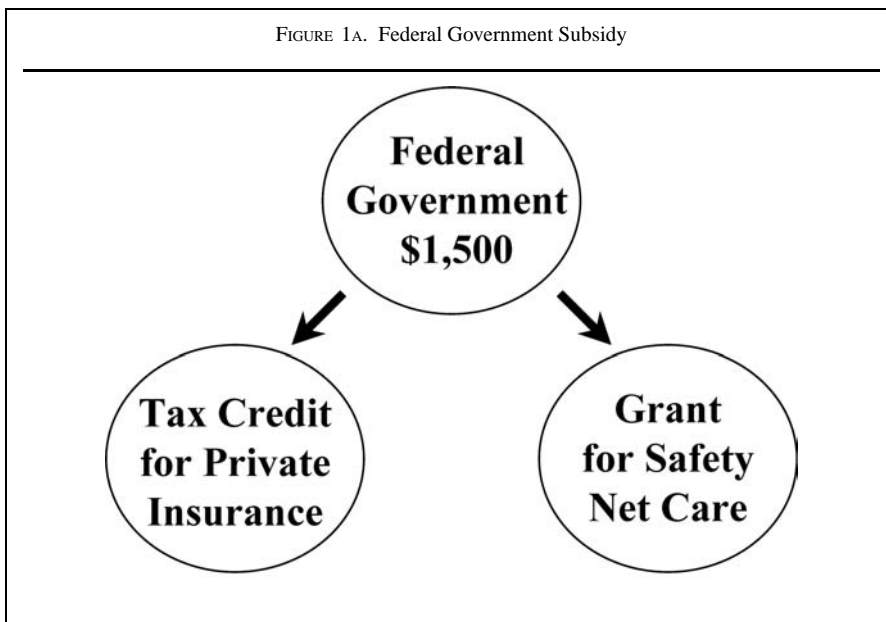 FIGURE 1A. Federal Government Subsidy
Federal
Government
$1,500
Tax Credit
for Private
Insurance
Grant
for Safety
Net Care